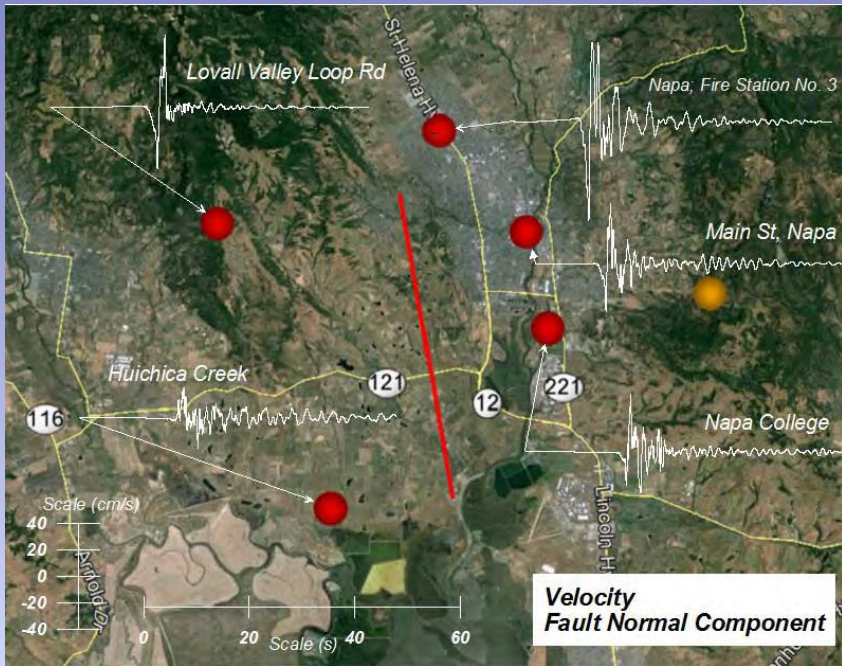 Lovall Valley Loop Rd
St Helena H
Napa; Fire Station No. 3
Main St, Napa
Huichica Creek
121
116
12
221
Napa College
Scale (cm/s)
40
20
0
-20
-40
Arnold Dr
Lincoln H
0
20
40
60
Scale (s)
Velocity
Fault Normal Component